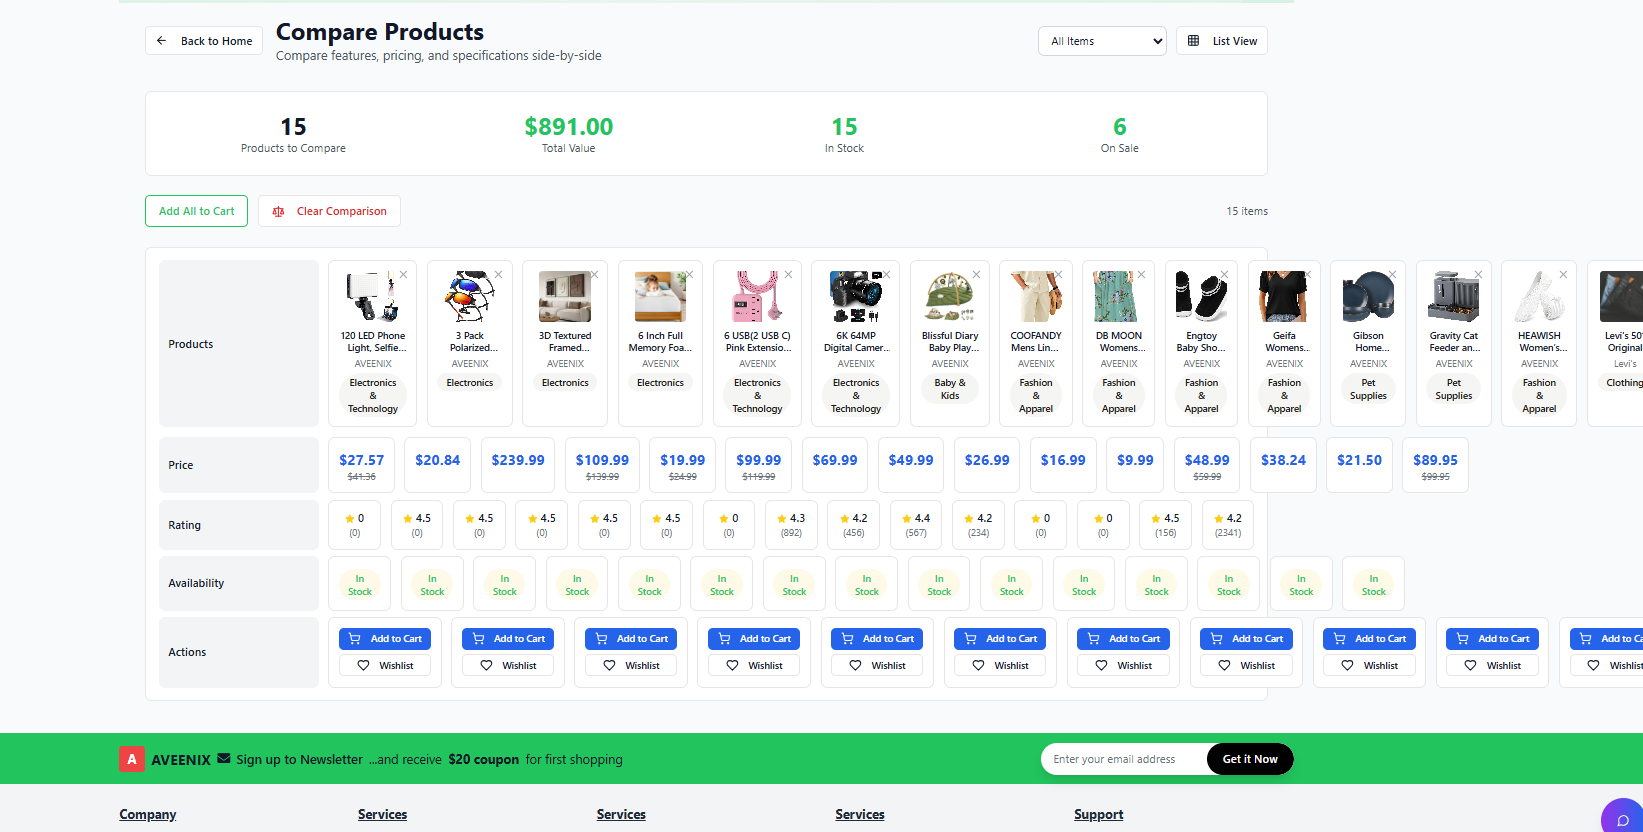 Back to Home
Compare Products
Compare features, pricing, and specifications side-by-side
All Items
List View
15
Products to Compare
$891.00
Total Value
15
In Stock
6
On Sale
Add All to Cart
Clear Comparison
15 items
Products
120 LED Phone
Light, Selfie...
AVEENIX
Electronics
&
Technology
3 Pack
Polarized...
AVEENIX
Electronics
3D Textured
Framed...
AVEENIX
Electronics
6 Inch Full
Memory Foa...
AVEENIX
Electronics
6 USB(2 USB C)
Pink Extensio...
AVEENIX
Electronics
&
Technology
6K 64MP
Digital Camer...
AVEENIX
Electronics
&
Technology
Blissful Diary
Baby Play...
AVEENIX
Baby &
Kids
COOFANDY
Mens Lin...
AVEENIX
Fashion
&
Apparel
DB MOON
Womens...
AVEENIX
Fashion
&
Apparel
Engtoy
Baby Sho...
AVEENIX
Fashion
&
Apparel
Geifa
Womens...
AVEENIX
Fashion
&
Apparel
Gibson
Home...
AVEENIX
Pet
Supplies
Gravity Cat
Feeder an...
AVEENIX
Pet
Supplies
HEAWISH
Women's...
AVEENIX
Fashion
&
Apparel
Levi's 50
Original
Levi's
Clothing
Price
$27.57
$41.36
$20.84
$239.99
$109.99
$139.99
$19.99
$24.99
$99.99
$119.99
$69.99
$49.99
$26.99
$16.99
$9.99
$48.99
$59.99
$38.24
$21.50
$89.95
$99.95
Rating
0
(0)
4.5
(0)
4.5
(0)
4.5
(0)
4.5
(0)
4.5
(0)
0
(0)
4.3
(892)
4.2
(456)
4.4
(567)
4.2
(234)
0
(0)
0
(0)
4.5
(156)
4.2
(2341)
Availability
In
Stock
In
Stock
In
Stock
In
Stock
In
Stock
In
Stock
In
Stock
In
Stock
In
Stock
In
Stock
In
Stock
In
Stock
In
Stock
In
Stock
In
Stock
Actions
Add to Cart
Wishlist
Add to Cart
Wishlist
Add to Cart
Wishlist
Add to Cart
Wishlist
Add to Cart
Wishlist
Add to Cart
Wishlist
Add to Cart
Wishlist
Add to Cart
Wishlist
Add to Cart
Wishlist
Add to Cart
Wishlist
Add to Ca
Wishlist
A AVEENIX Sign up to Newsletter ...and receive $20 coupon for first shopping
Enter your email address
Get it Now
Company
Services
Services
Services
Support